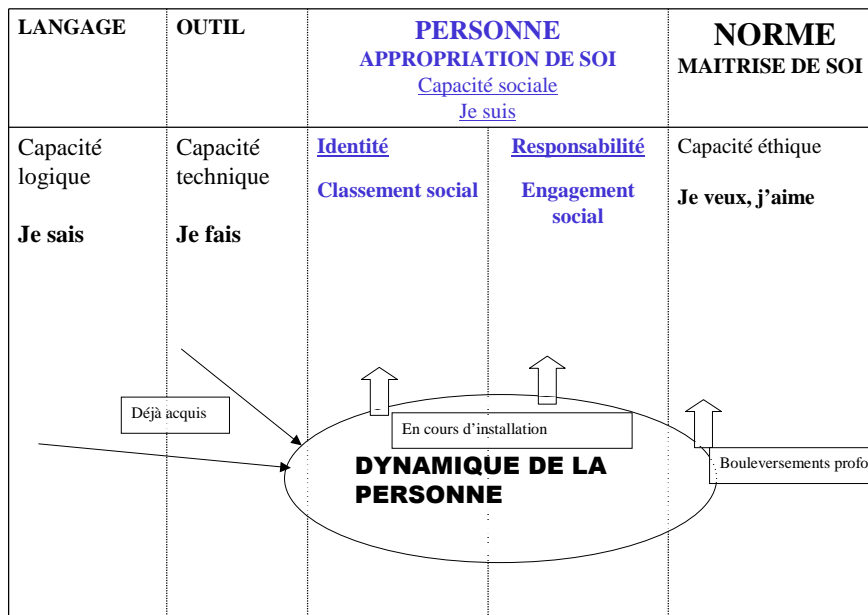 LANGAGE
OUTIL
PERSONNE
APPROPRIATION DE SOI
Capacité sociale
Je suis
NORME
MAITRISE DE SOI
Capacité
logique
Je sais
Capacité
technique
Je fais
Identité
Classement social
Responsabilité
Engagement
social
Capacité éthique
Je veux, j’aime
Déjà acquis
En cours d’installation
DYNAMIQUE DE LA
PERSONNE
Bouleversements